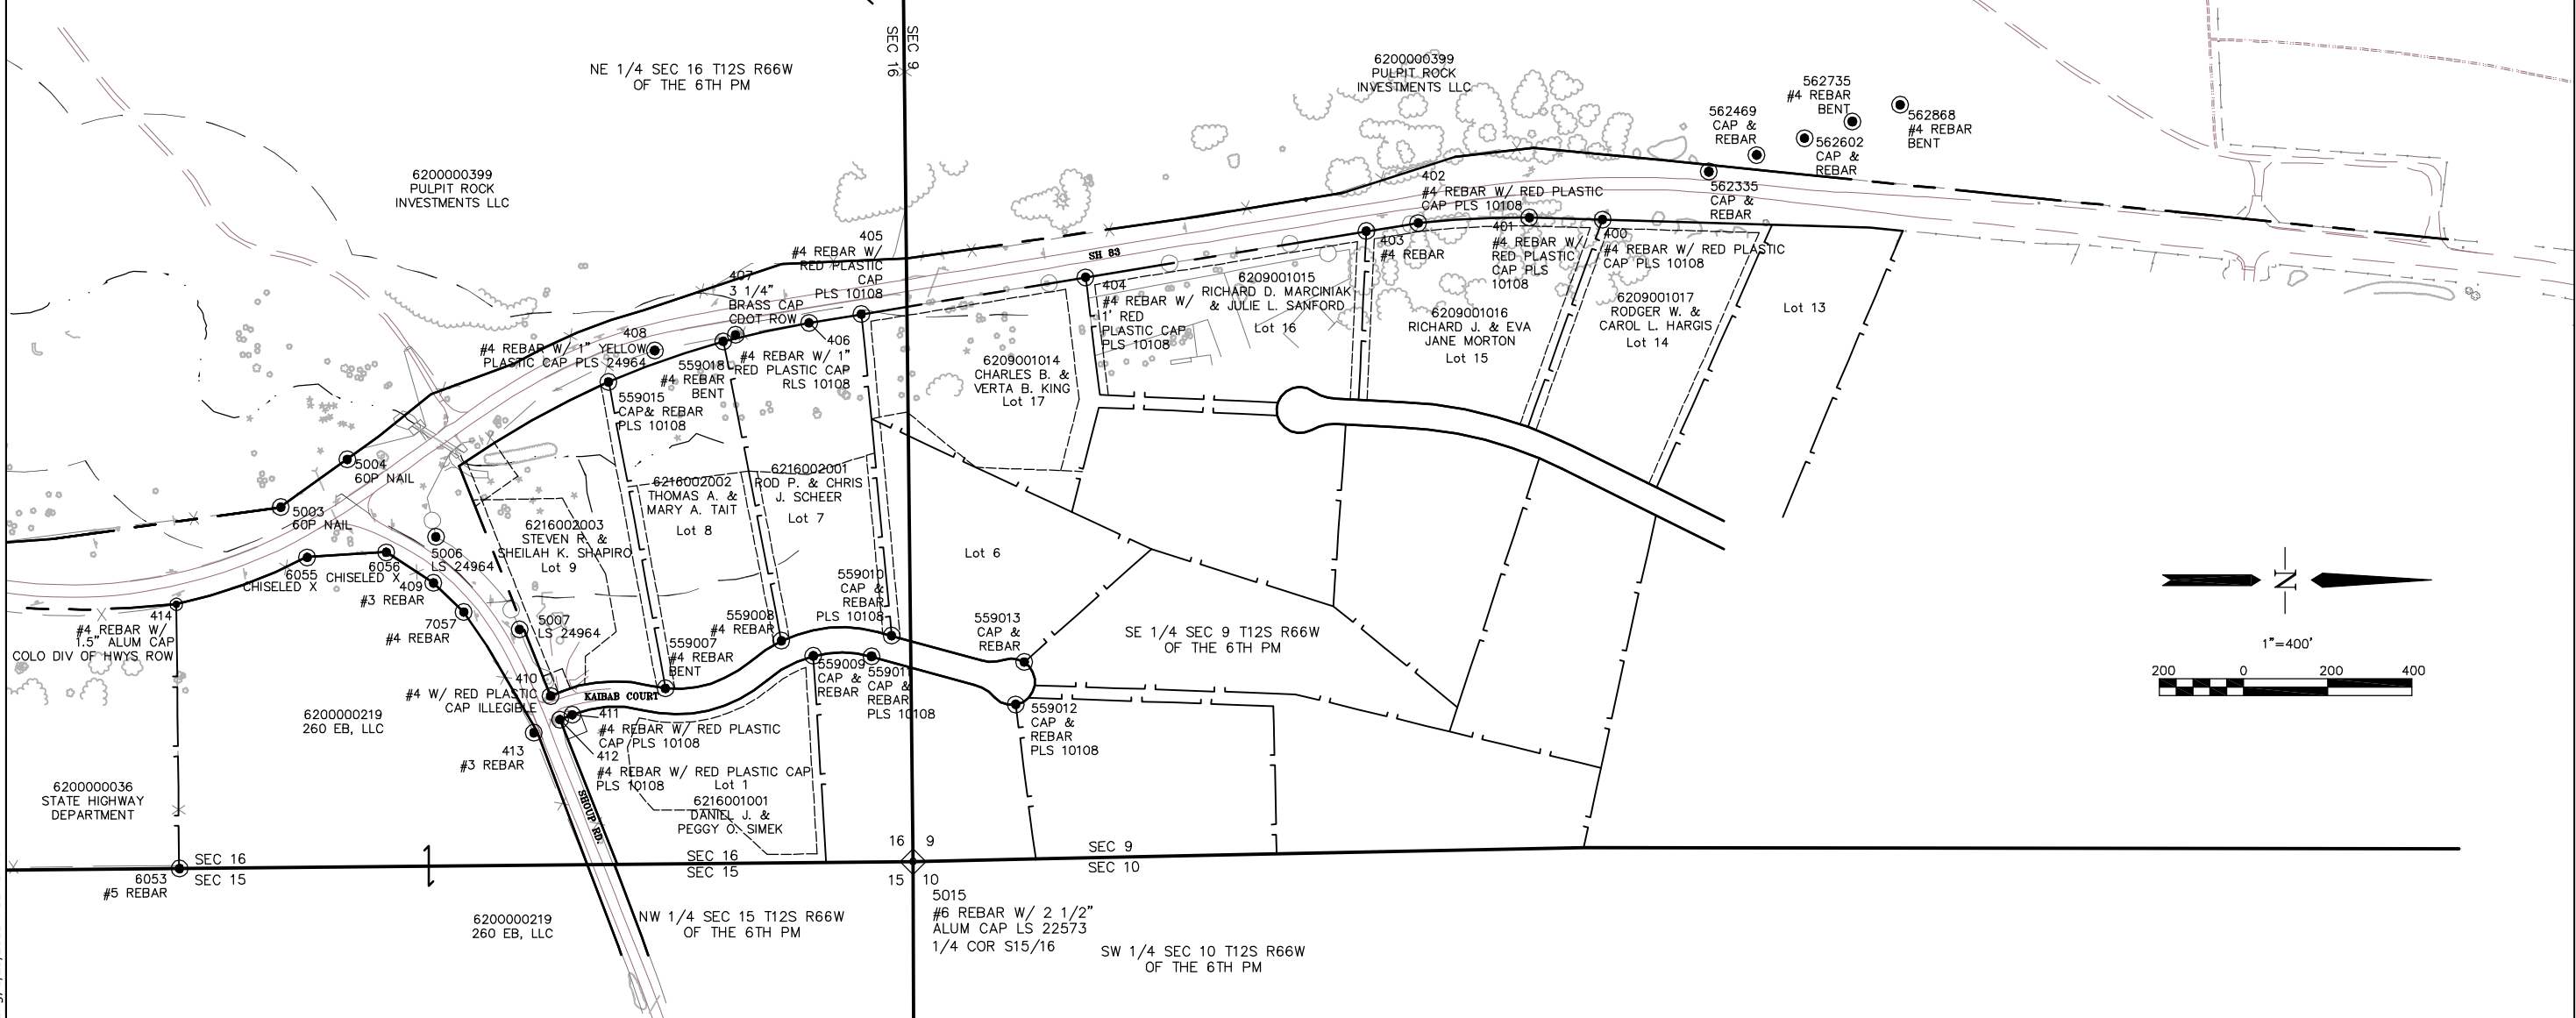 SEC 9
SEC 16
NE 1/4 SEC 16 T12S R66W
OF THE 6TH PM
6200000399
PULPIT ROCK
INVESTMENTS LLC
6200000399
PULPIT ROCK
INVESTMENTS LLC
562735
#4 REBAR
BENT
562868
#4 REBAR
BENT
562469
CAP &
REBAR
562602
CAP &
REBAR
562335
CAP &
REBAR
402
#4 REBAR W/ RED PLASTIC
CAP PLS 10108
405
#4 REBAR W/
RED PLASTIC
CAP
PLS 10108
SH 83
403
#4 REBAR
401
#4 REBAR W/
RED PLASTIC
CAP PLS
10108
400
#4 REBAR W/ RED PLASTIC
CAP PLS 10108
407
3 1/4"
BRASS CAP
CDOT ROW
404
#4 REBAR W/
1' RED
PLASTIC CAP
PLS 10108
6209001015
RICHARD D. MARCINIAK
& JULIE L. SANFORD
Lot 16
6209001016
RICHARD J. & EVA
JANE MORTON
Lot 15
6209001017
RODGER W. &
CAROL L. HARGIS
Lot 14
Lot 13
408
#4 REBAR W/ 1" YELLOW
PLASTIC CAP PLS 24964
406
#4 REBAR W/ 1"
RED PLASTIC CAP
RLS 10108
559018
#4 REBAR
BENT
559015
CAP& REBAR
PLS 10108
6209001014
CHARLES B. &
VERTA B. KING
Lot 17
5004
60P NAIL
5003
60P NAIL
6216002002
THOMAS A. &
MARY A. TAIT
Lot 8
6216002001
ROD P. & CHRIS
J. SCHEER
Lot 7
6216002003
STEVEN R. &
SHEILAH K. SHAPIRO
Lot 9
Lot 6
5006
LS 24964
6055
CHISELED X
6056
CHISELED X
409
#3 REBAR
7057
#4 REBAR
5007
LS 24964
414
#4 REBAR W/
1.5" ALUM CAP
COLO DIV OF HWYS ROW
559010
CAP &
REBAR
PLS 10108
559008
#4 REBAR
559007
#4 REBAR
BENT
559013
CAP &
REBAR
SE 1/4 SEC 9 T12S R66W
OF THE 6TH PM
N
1"=400'
200 0 200 400
559009
CAP &
REBAR
559011
CAP &
REBAR
PLS 10108
410
#4 W/ RED PLASTIC
CAP ILLEGIBLE
KAIBAB COURT
411
#4 REBAR W/ RED PLASTIC
CAP PLS 10108
412
#4 REBAR W/ RED PLASTIC CAP
PLS 10108
559012
CAP &
REBAR
PLS 10108
6200000219
260 EB, LLC
413
#3 REBAR
6200000036
STATE HIGHWAY
DEPARTMENT
SHOUP RD.
Lot 1
6216001001
DANIEL J. &
PEGGY O. SIMEK
16 9
SEC 9
SEC 10
SEC 16
SEC 15
SEC 16
SEC 15
15 10
6053
#5 REBAR
5015
#6 REBAR W/ 2 1/2"
ALUM CAP LS 22573
1/4 COR S15/16
6200000219
260 EB, LLC
NW 1/4 SEC 15 T12S R66W
OF THE 6TH PM
SW 1/4 SEC 10 T12S R66W
OF THE 6TH PM